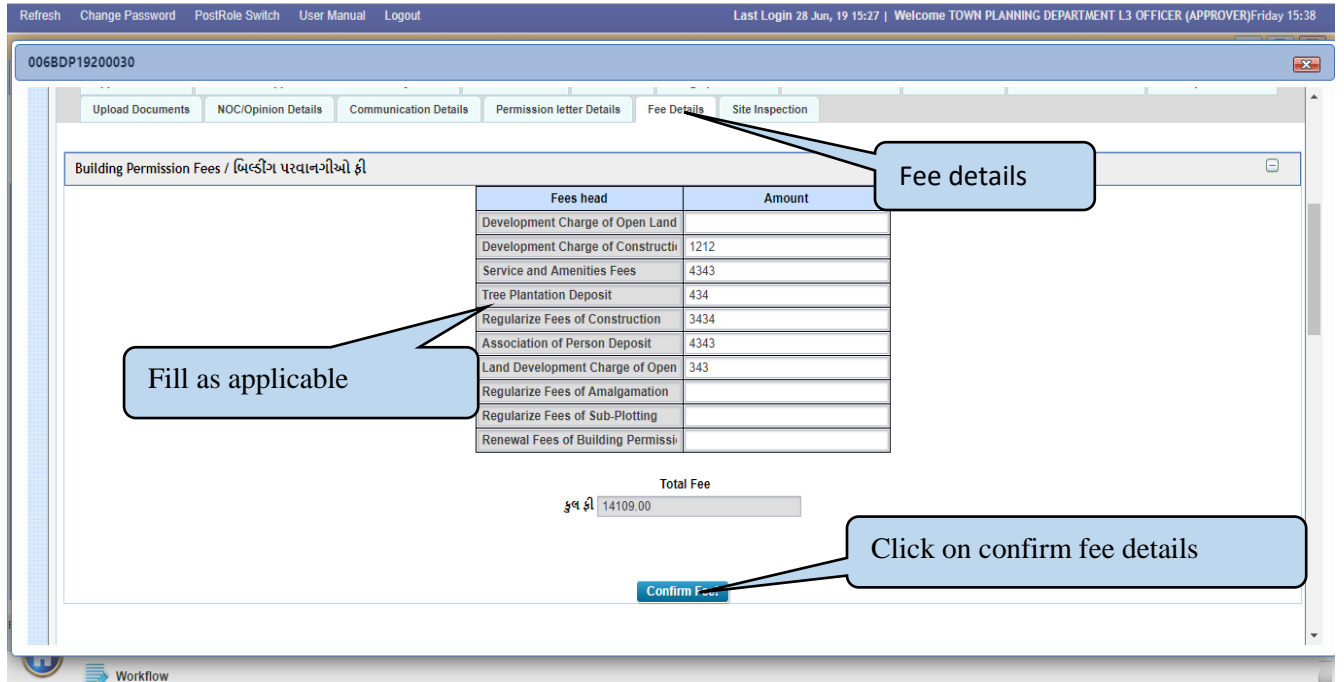 Refresh Change Password PostRole Switch User Manual Logout Last Login 28 Jun, 19 15:27 | Welcome TOWN PLANNING DEPARTMENT L3 OFFICER (APPROVER)Friday 15:38
006BDP19200030
Upload Documents NOC/Opinion Details Communication Details Permission letter Details Fee Details Site Inspection
Fee details
Building Permission Fees / બિલ્ડીંગ પરવાનગીઓ ફી
Fees head Amount
Development Charge of Open Land
Development Charge of Constructi 1212
Service and Amenities Fees 4343
Tree Plantation Deposit 434
Regularize Fees of Construction 3434
Association of Person Deposit 4343
Land Development Charge of Open 343
Regularize Fees of Amalgamation
Regularize Fees of Sub-Plotting
Renewal Fees of Building Permissi
Fill as applicable
Total Fee
કુલ ફી 14109.00
Click on confirm fee details
Confirm
Workflow